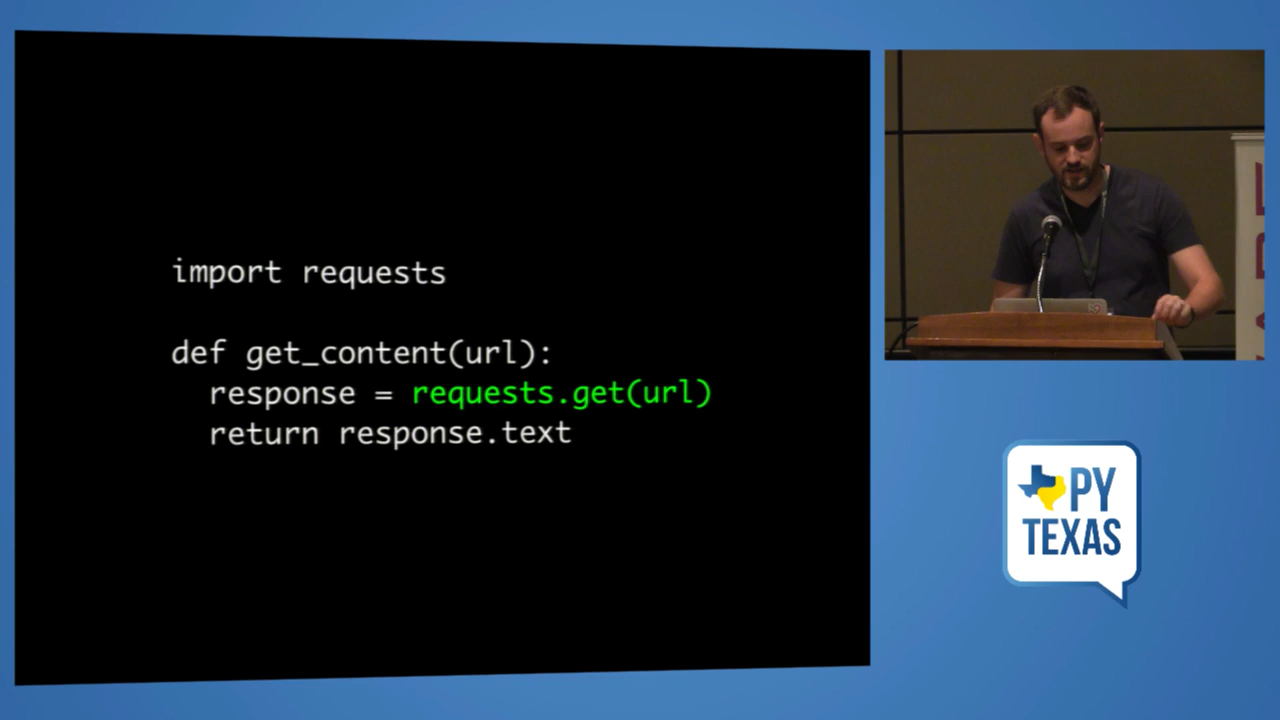 import requests
def get_content(url):
response = requests.get(url)
return response.text
PY
TEXAS